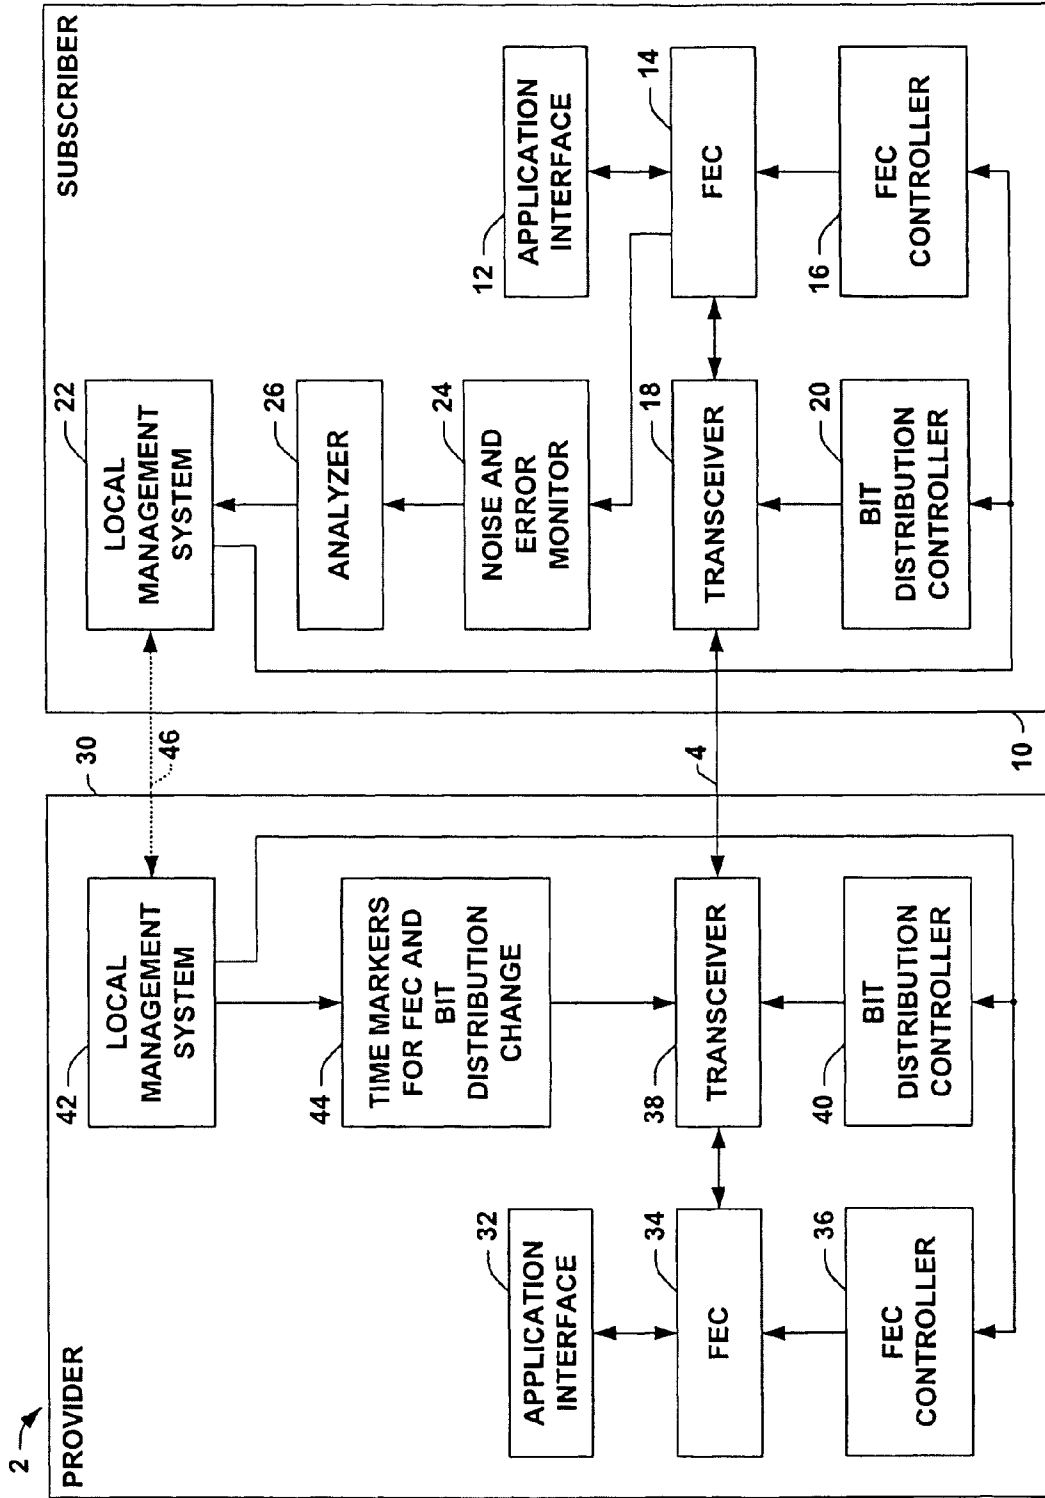 2
PROVIDER
30
42
LOCAL
MANAGEMENT
SYSTEM
44
TIME MARKERS
FOR FEC AND
BIT
DISTRIBUTION
CHANGE
32
APPLICATION
INTERFACE
34
FEC
38
TRANSCEIVER
36
FEC
CONTROLLER
40
BIT
DISTRIBUTION
CONTROLLER
46
4
SUBSCRIBER
10
22
LOCAL
MANAGEMENT
SYSTEM
26
ANALYZER
24
NOISE AND
ERROR
MONITOR
12
APPLICATION
INTERFACE
18
TRANSCEIVER
14
FEC
20
BIT
DISTRIBUTION
CONTROLLER
16
FEC
CONTROLLER